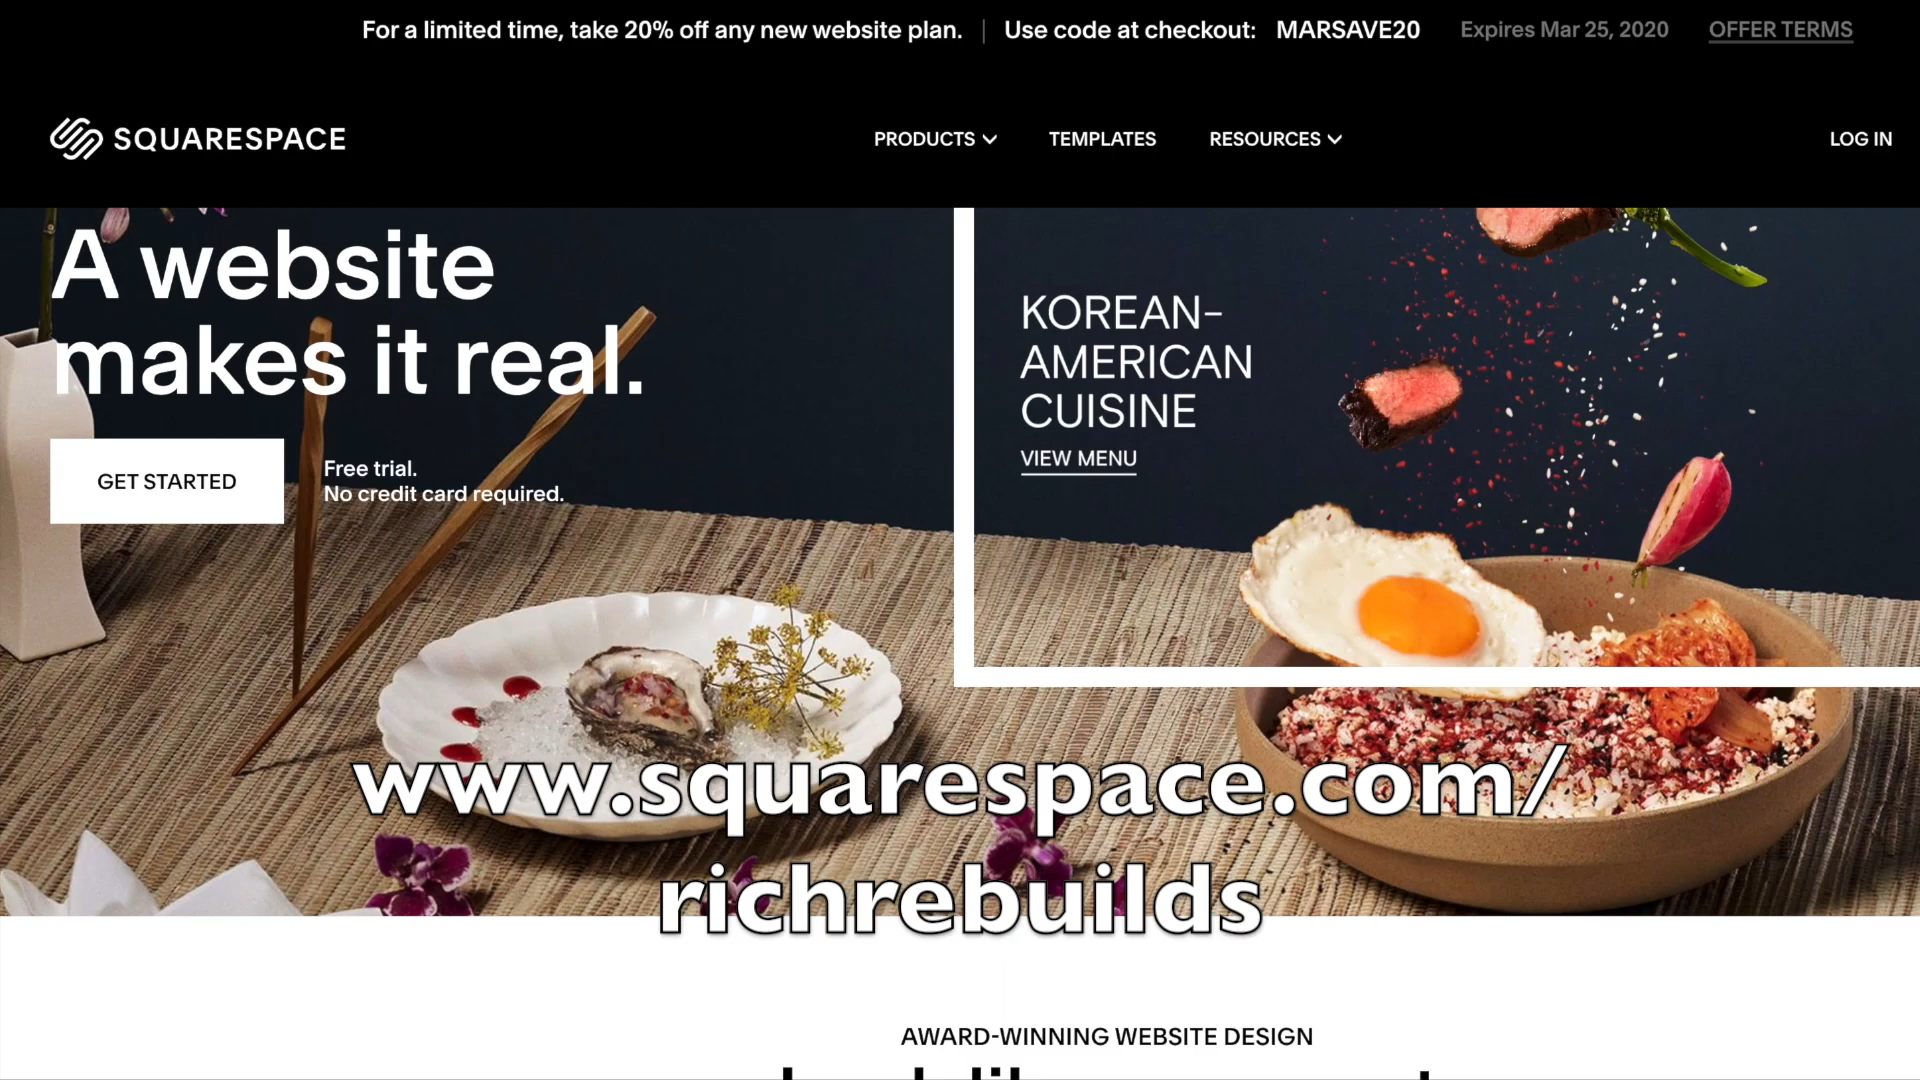 For a limited time, take 20% off any new website plan. | Use code at checkout: MARSAVE20 Expires Mar 25, 2020 OFFER TERMS
SQUARESPACE PRODUCTS TEMPLATES RESOURCES LOG IN
A website
makes it real.
GET STARTED
Free trial.
No credit card required.
KOREAN-
AMERICAN
CUISINE
VIEW MENU
www.squarespace.com/
richrebuilds
AWARD-WINNING WEBSITE DESIGN